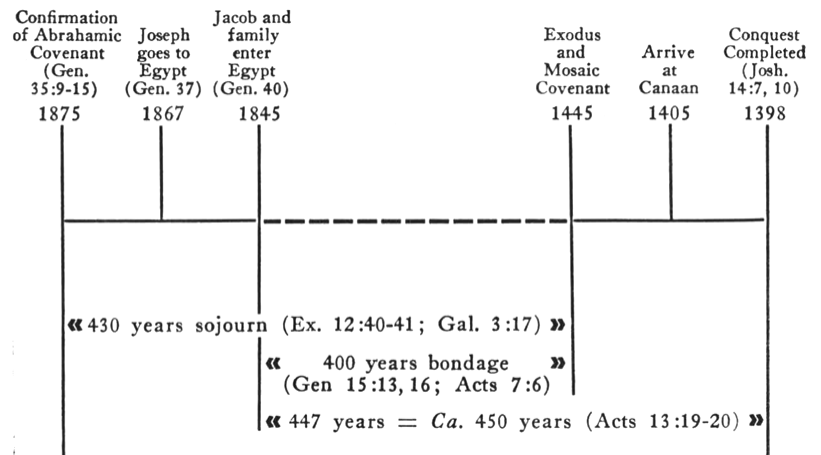 Confirmation
of Abrahamic
Covenant
(Gen.
35:9-15)
1875
Joseph
goes to
Egypt
(Gen. 37)
1867
Jacob and
family
enter
Egypt
(Gen. 40)
1845
Exodus
and
Mosaic
Covenant
1445
Arrive
at
Canaan
1405
Conquest
Completed
(Josh.
14:7, 10)
1398
« 430 years sojourn (Ex. 12:40-41; Gal. 3:17) »
« 400 years bondage »
(Gen 15:13, 16; Acts 7:6)
« 447 years = Ca. 450 years (Acts 13:19-20) »